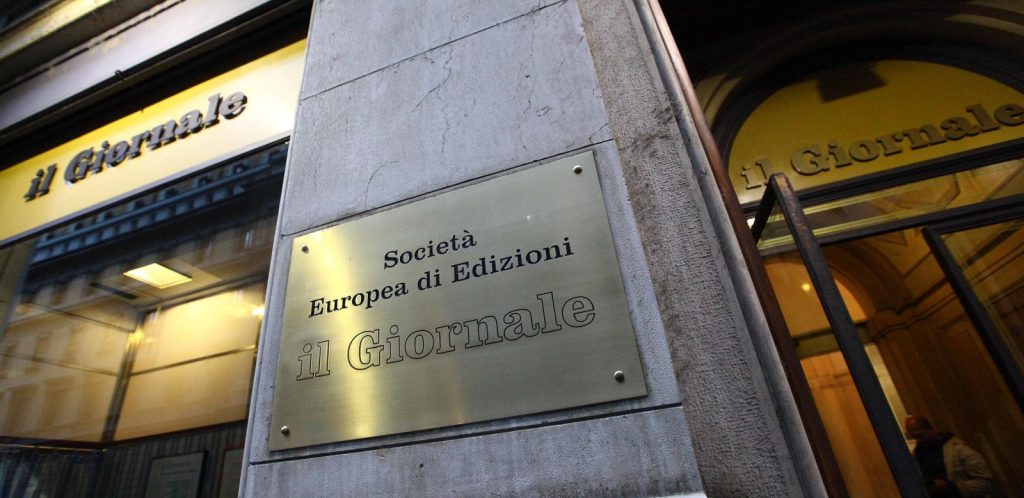 il Giornale
Società
Europea di Edizioni
il Giornale
il Giornale